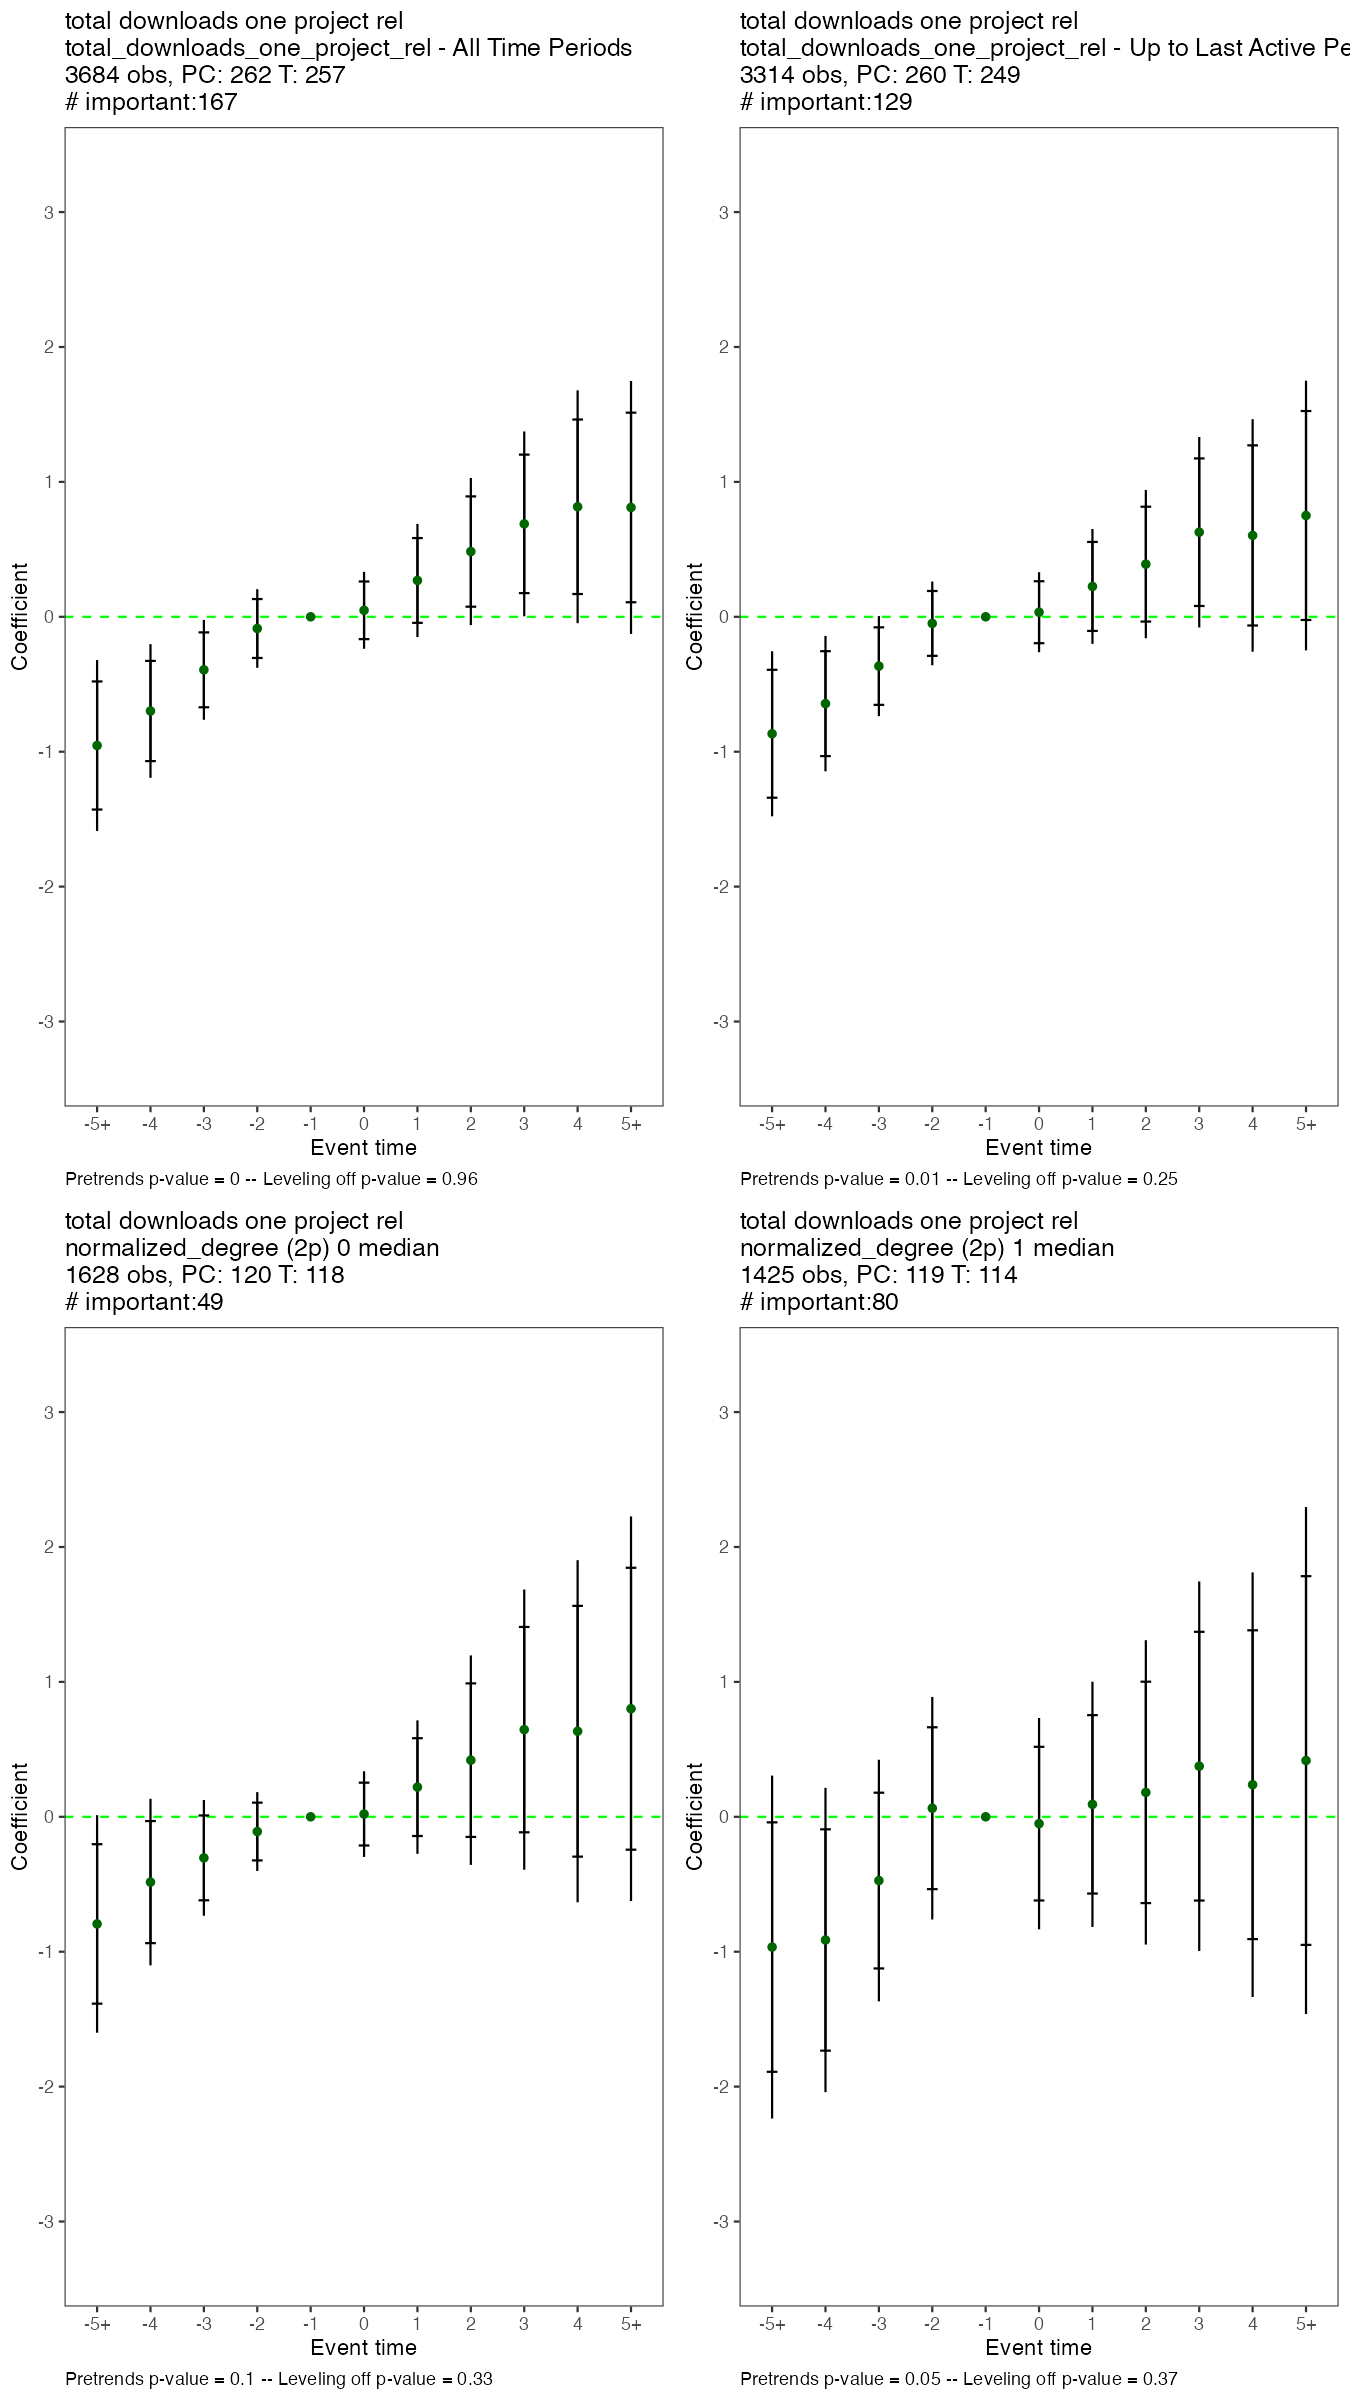 total downloads one project rel
total_downloads_one_project_rel - All Time Periods
3684 obs, PC: 262 T: 257
# important:167
3
2
1
0
-1
-2
-3
Coefficient
-5+ -4 -3 -2 -1 0 1 2 3 4 5+
Event time
Pretrends p-value = 0 -- Leveling off p-value = 0.96
total downloads one project rel
total_downloads_one_project_rel - Up to Last Active Pe
3314 obs, PC: 260 T: 249
# important:129
3
2
1
0
-1
-2
-3
Coefficient
-5+ -4 -3 -2 -1 0 1 2 3 4 5+
Event time
Pretrends p-value = 0.01 -- Leveling off p-value = 0.25
total downloads one project rel
normalized_degree (2p) 0 median
1628 obs, PC: 120 T: 118
# important:49
3
2
1
0
-1
-2
-3
Coefficient
-5+ -4 -3 -2 -1 0 1 2 3 4 5+
Event time
Pretrends p-value = 0.1 -- Leveling off p-value = 0.33
total downloads one project rel
normalized_degree (2p) 1 median
1425 obs, PC: 119 T: 114
# important:80
3
2
1
0
-1
-2
-3
Coefficient
-5+ -4 -3 -2 -1 0 1 2 3 4 5+
Event time
Pretrends p-value = 0.05 -- Leveling off p-value = 0.37